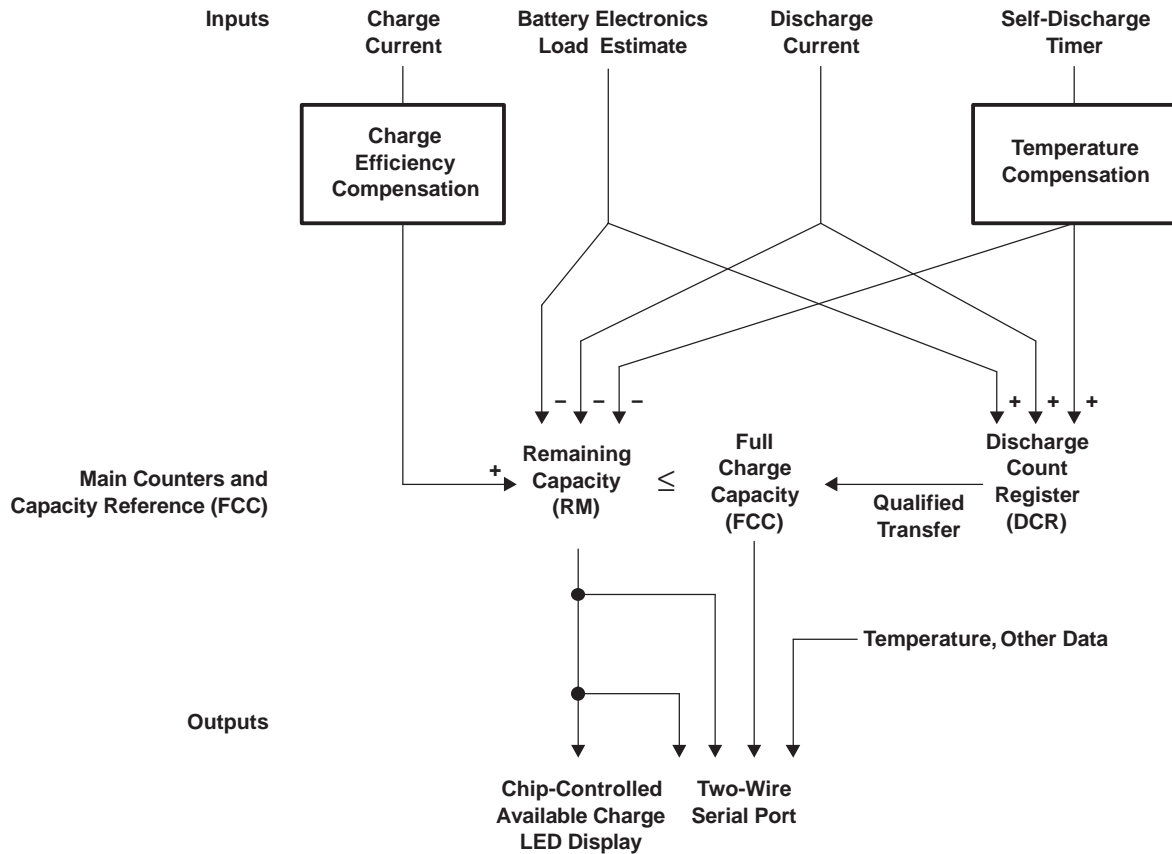 Inputs
Charge
Current
Battery Electronics
Load Estimate
Discharge
Current
Self-Discharge
Timer
Charge
Efficiency
Compensation
Temperature
Compensation
– – –
+ + +
Main Counters and
Capacity Reference (FCC)
+
Remaining
Capacity
(RM)
≤
Full
Charge
Capacity
(FCC)
Qualified
Transfer
Discharge
Count
Register
(DCR)
Temperature, Other Data
Outputs
Chip-Controlled
Available Charge
LED Display
Two-Wire
Serial Port